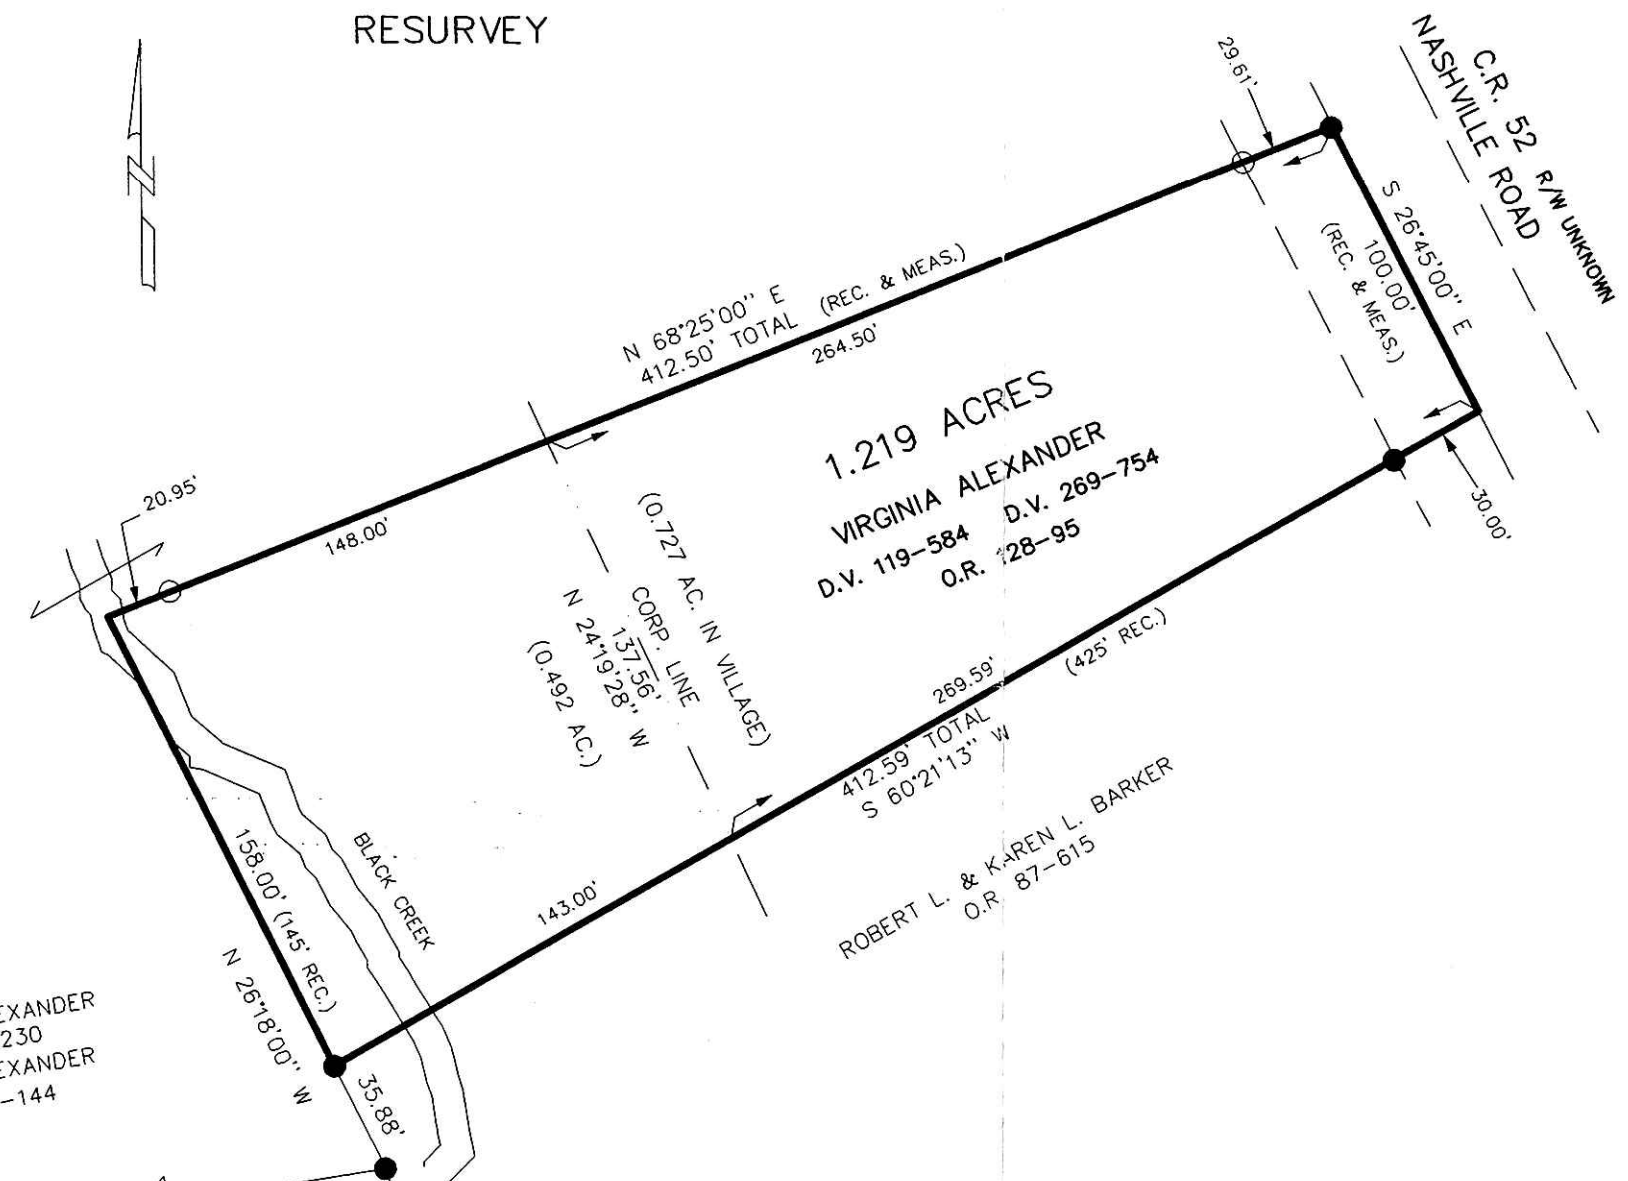 RESURVEY
N
29.61'
C.R. 52 R/W UNKNOWN
NASHVILLE ROAD
S 26°45'00" E
100.00'
(REC. & MEAS.)
N 68°25'00" E
412.50' TOTAL (REC. & MEAS.)
264.50'
1.219 ACRES
VIRGINIA ALEXANDER
D.V. 119-584 D.V. 269-754
O.R. 128-95
30.00'
20.95'
148.00'
(0.727 AC. IN VILLAGE)
CORP. LINE
137.56'
N 24°19'28" W
(0.492 AC.)
(425' REC.)
269.59'
412.59' TOTAL
S 60°21'13" W
ROBERT L. & KAREN L. BARKER
O.R. 87-615
143.00'
BLACK CREEK
158.00' (145' REC.)
N 26°18'00" W
35.88'
EXANDER
230
EXANDER
-144